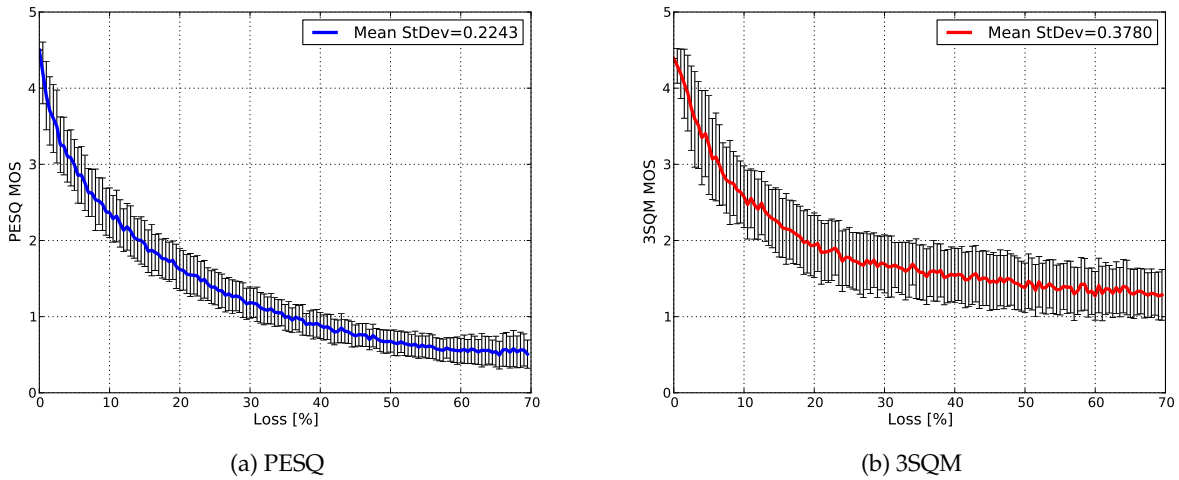 5
4
3
2
1
0
PESQ MOS
Mean StDev=0.2243
0 10 20 30 40 50 60 70
Loss [%]
(a) PESQ
5
4
3
2
1
0
3SQM MOS
Mean StDev=0.3780
0 10 20 30 40 50 60 70
Loss [%]
(b) 3SQM